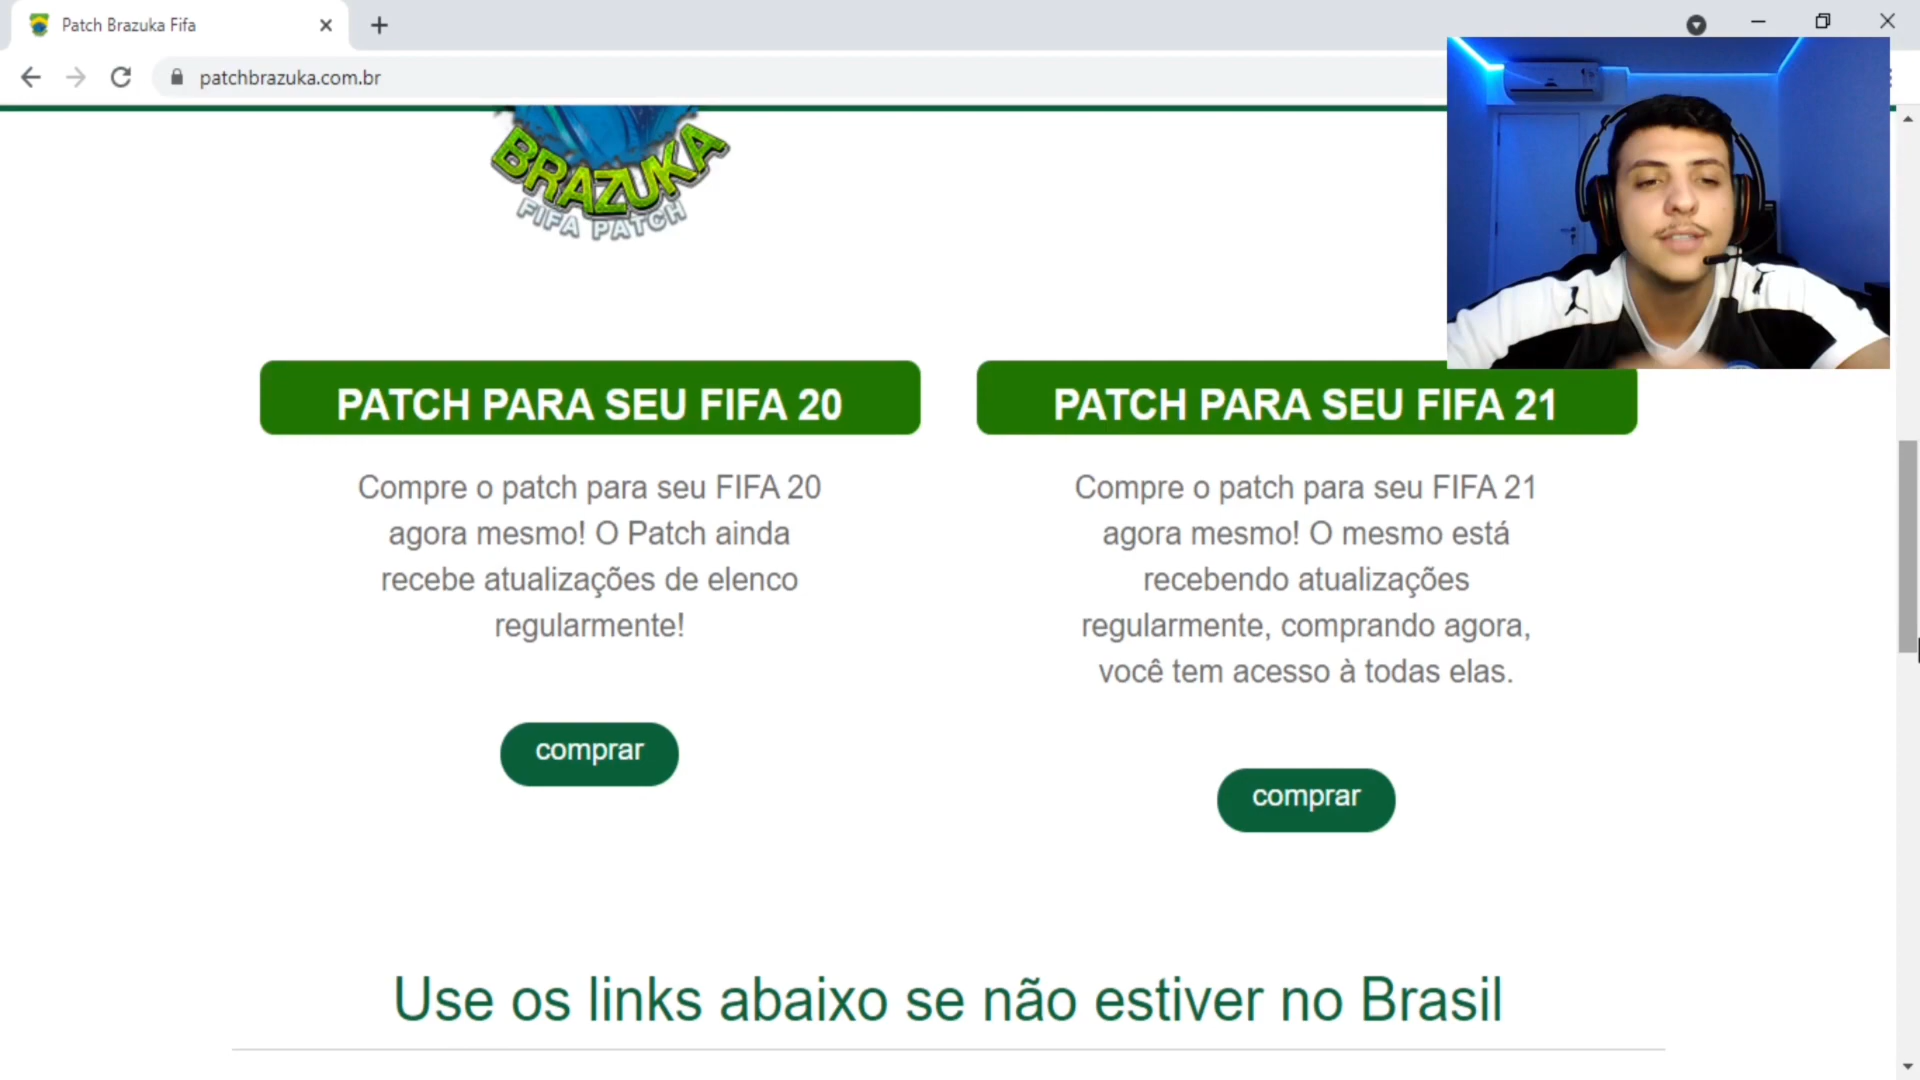 Patch Brazuka Fifa
patchbrazuka.com.br
BRAZUKA
FIFA PATCH
PATCH PARA SEU FIFA 20
Compre o patch para seu FIFA 20
agora mesmo! O Patch ainda
recebe atualizações de elenco
regularmente!
comprar
PATCH PARA SEU FIFA 21
Compre o patch para seu FIFA 21
agora mesmo! O mesmo está
recebendo atualizações
regularmente, comprando agora,
você tem acesso à todas elas.
comprar
Use os links abaixo se não estiver no Brasil